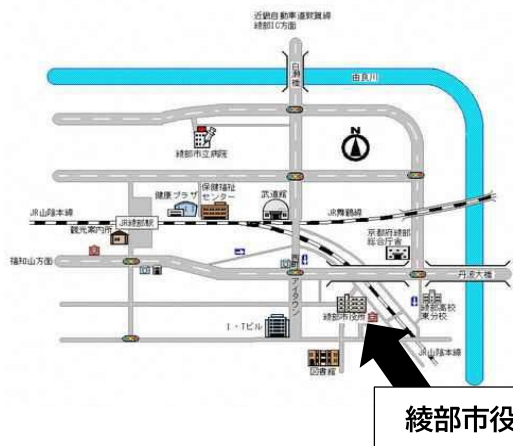 近畿自動車道敦賀線
綾部IC方面
白瀬橋
由良川
N
綾部市立病院
健康プラザ
保健福祉
センター
武道館
JR舞鶴線
JR山陰本線
JR綾部駅
観光案内所
京都府綾部
総合庁舎
福知山方面
丹波大橋
アイタウン
綾部市役所
綾部高校
東分校
I・Tビル
JR山陰本線
図書館
綾部市役